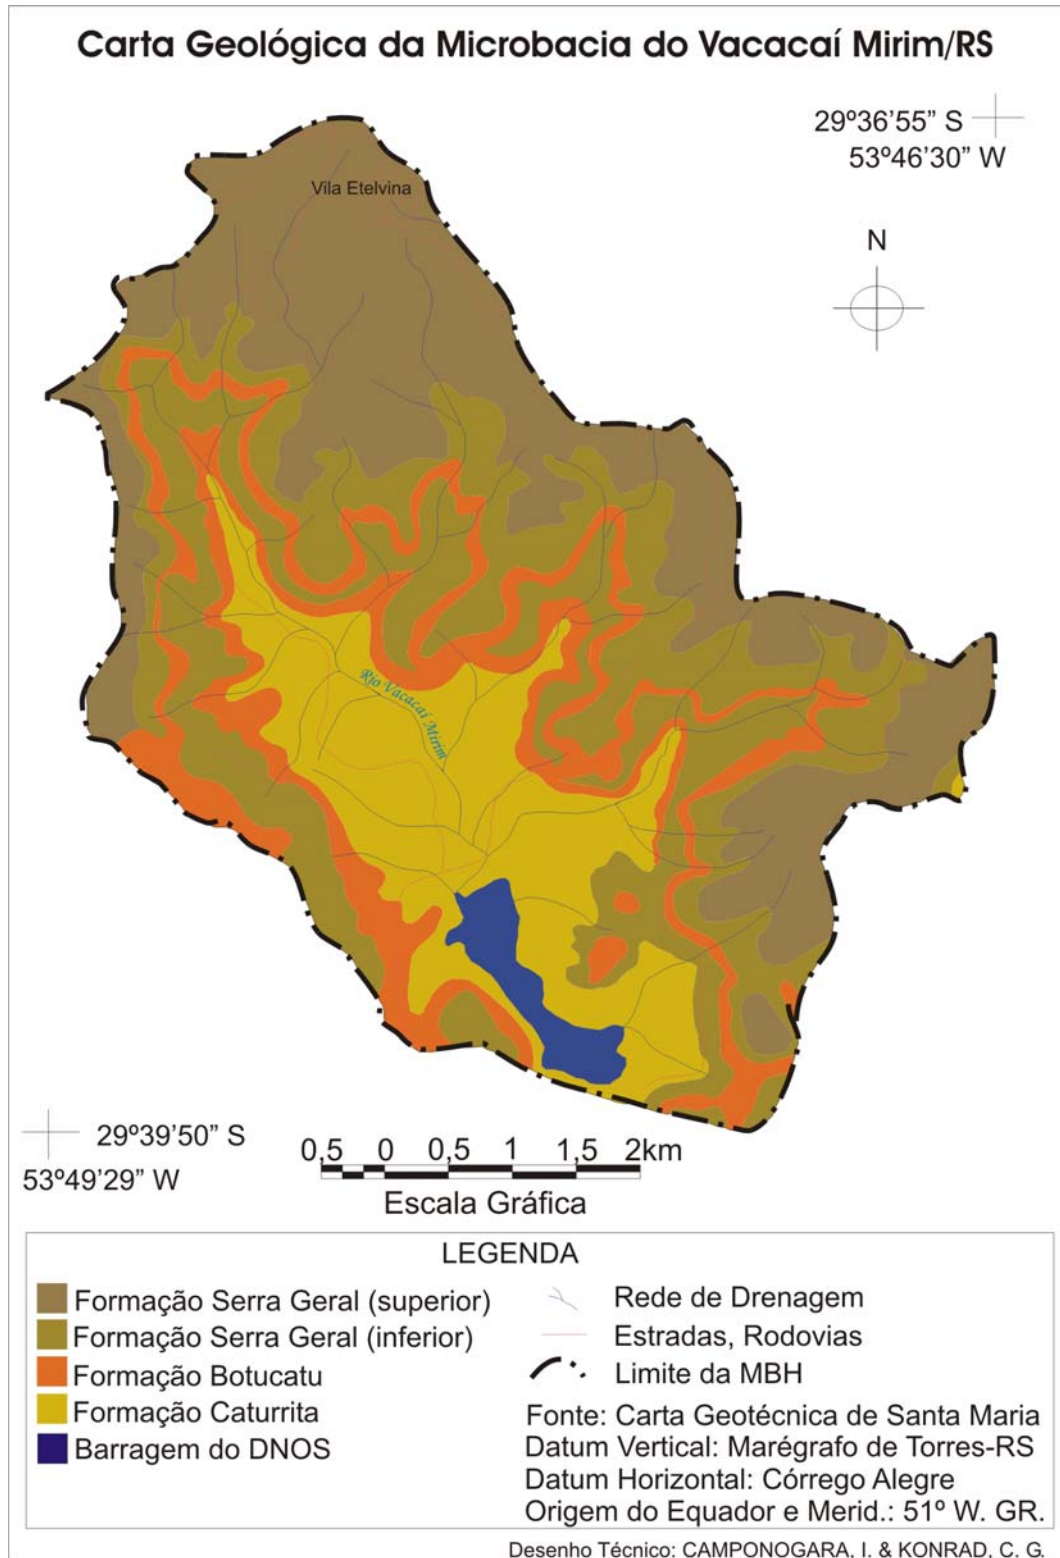 Carta Geológica da Microbacia do Vacacaí Mirim/RS
29º36’55” S
53º46’30” W
Vila Etelvina
N
Rio Vacacaí Mirim
29º39’50” S
53º49’29” W
0,5 0 0,5 1 1,5 2km
Escala Gráfica
LEGENDA
Formação Serra Geral (superior)
Formação Serra Geral (inferior)
Formação Botucatu
Formação Caturrita
Barragem do DNOS
Rede de Drenagem
Estradas, Rodovias
Limite da MBH
Fonte: Carta Geotécnica de Santa Maria
Datum Vertical: Marégrafo de Torres-RS
Datum Horizontal: Córrego Alegre
Origem do Equador e Merid.: 51º W. GR.
Desenho Técnico: CAMPONOGARA, I. & KONRAD, C. G.